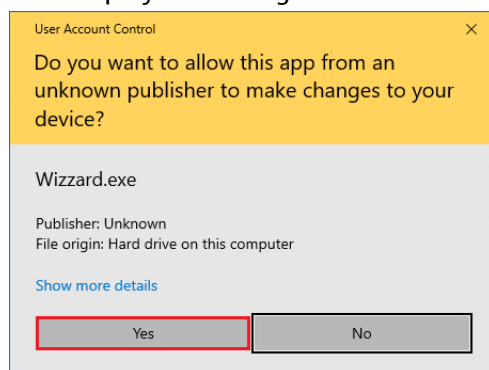 User Account Control
Do you want to allow this app from an
unknown publisher to make changes to your
device?
Wizzard.exe
Publisher: Unknown
File origin: Hard drive on this computer
Show more details
Yes
No